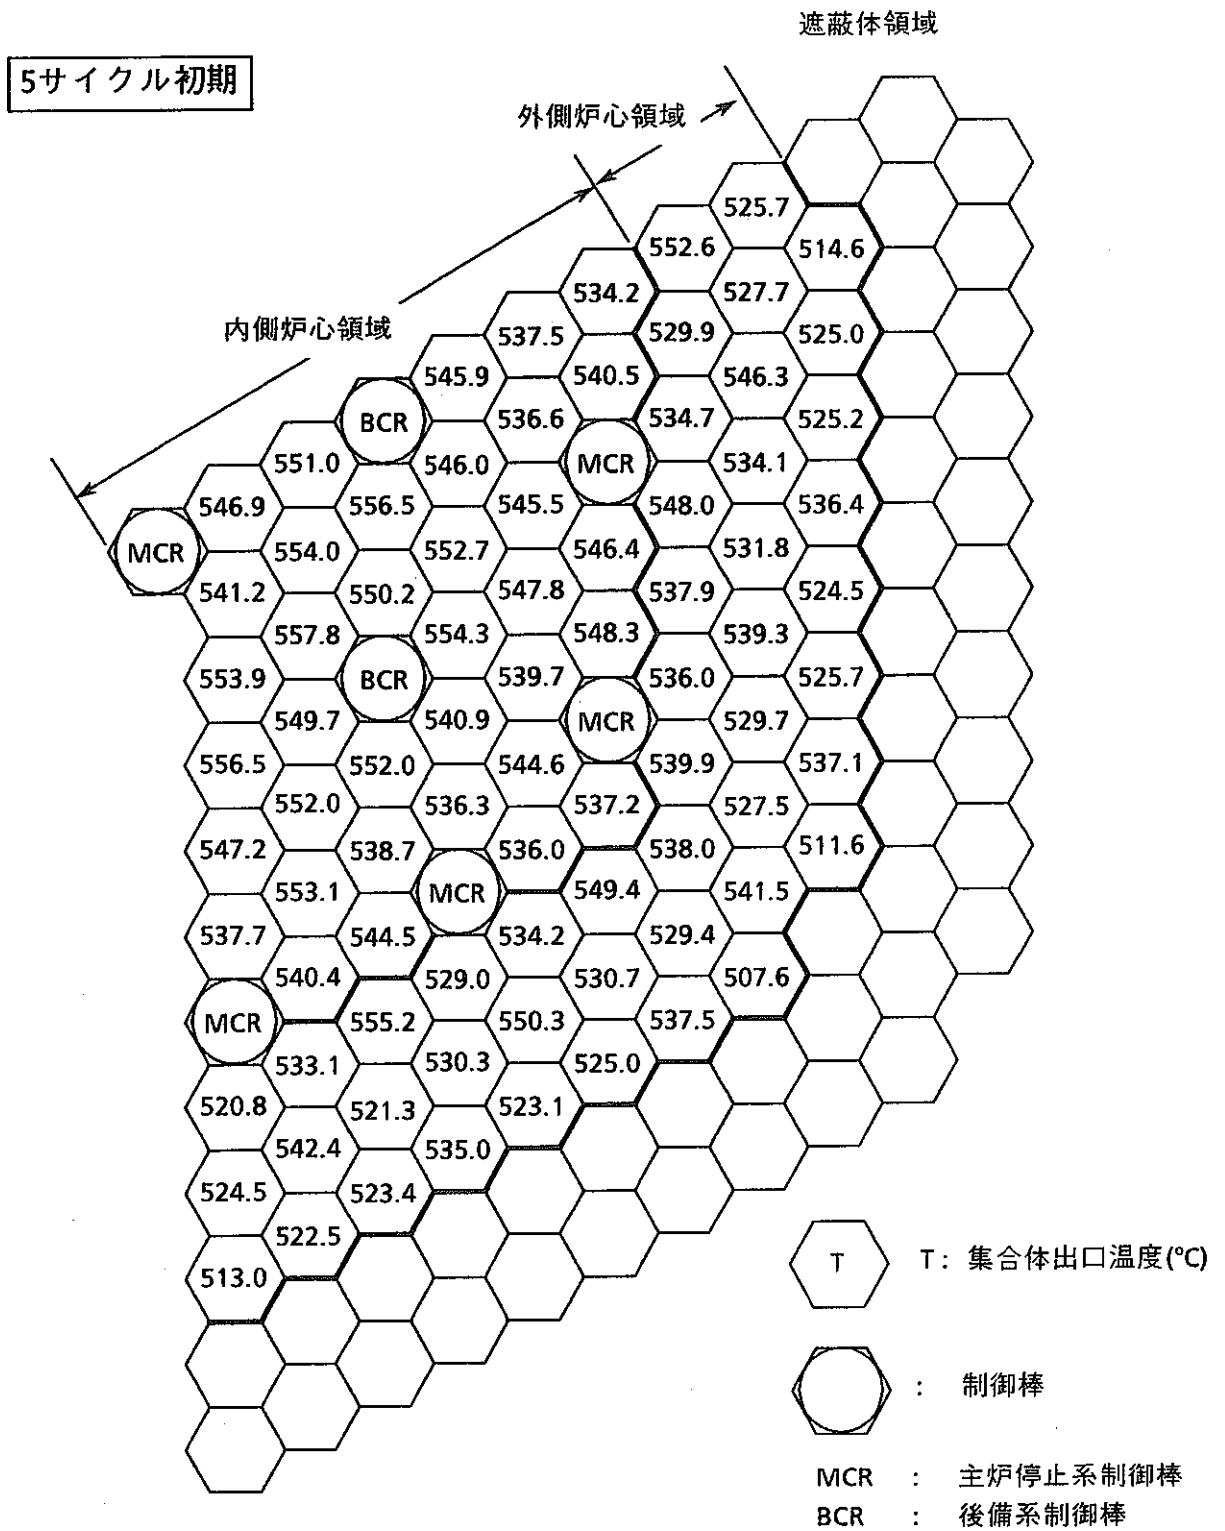 遮蔽体領域
5サイクル初期
外側炉心領域
525.7
552.6 514.6
534.2 527.7
内側炉心領域 537.5 529.9 525.0
545.9 540.5 546.3
BCR 536.6 534.7 525.2
551.0 546.0 MCR 534.1
546.9 556.5 545.5 548.0 536.4
MCR 554.0 552.7 546.4 531.8
541.2 550.2 547.8 537.9 524.5
557.8 554.3 548.3 539.3
553.9 BCR 539.7 536.0 525.7
549.7 540.9 MCR 529.7
556.5 552.0 544.6 539.9 537.1
552.0 536.3 537.2 527.5
547.2 538.7 536.0 538.0 511.6
553.1 MCR 549.4 541.5
537.7 544.5 534.2 529.4
540.4 529.0 530.7 507.6
MCR 555.2 550.3 537.5
533.1 530.3 525.0
520.8 521.3 523.1
542.4 535.0
524.5 523.4
522.5
513.0
T T: 集合体出口温度(℃)
: 制御棒
MCR : 主炉停止系制御棒
BCR : 後備系制御棒